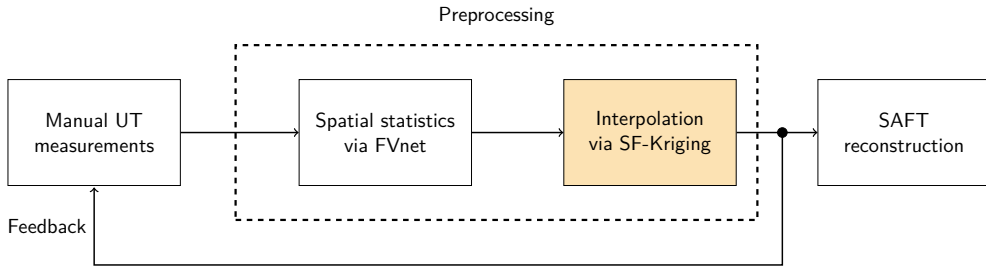 Preprocessing
Manual UT
measurements
Spatial statistics
via FVnet
Interpolation
via SF-Kriging
SAFT
reconstruction
Feedback